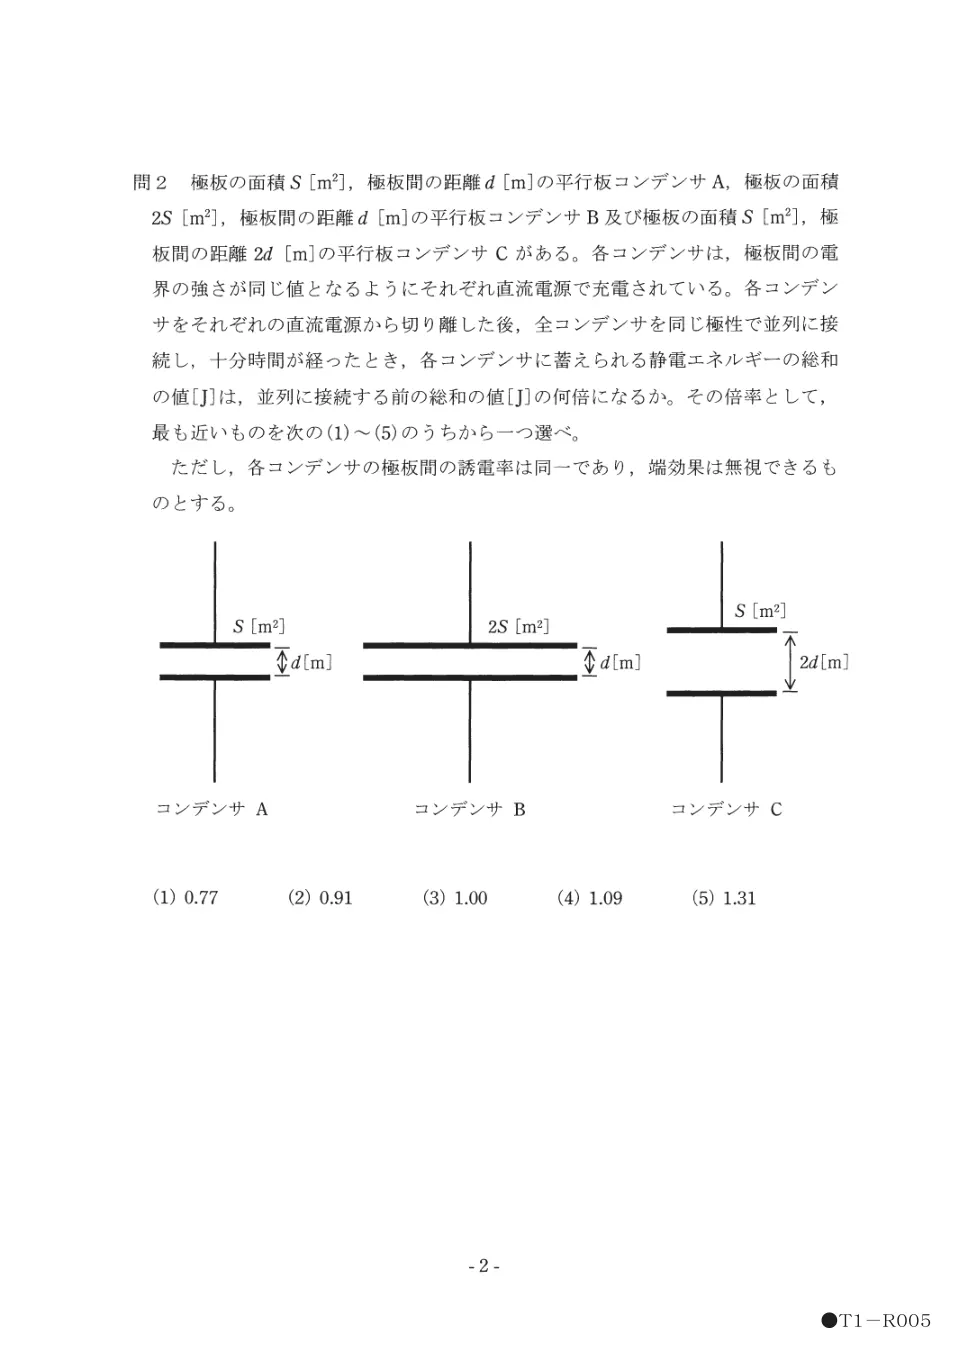 問２　極板の面積 S [m²]，極板間の距離 d [m]の平行板コンデンサ A，極板の面積
2S [m²]，極板間の距離 d [m]の平行板コンデンサ B 及び極板の面積 S [m²]，極
板間の距離 2d [m]の平行板コンデンサ C がある。各コンデンサは，極板間の電
界の強さが同じ値となるようにそれぞれ直流電源で充電されている。各コンデン
サをそれぞれの直流電源から切り離した後，全コンデンサを同じ極性で並列に接
続し，十分時間が経ったとき，各コンデンサに蓄えられる静電エネルギーの総和
の値[J]は，並列に接続する前の総和の値[J]の何倍になるか。その倍率として，
最も近いものを次の(1)～(5)のうちから一つ選べ。
ただし，各コンデンサの極板間の誘電率は同一であり，端効果は無視できるも
のとする。
S [m²]
d[m]
コンデンサ A
2S [m²]
d[m]
コンデンサ B
S [m²]
2d[m]
コンデンサ C
(1) 0.77　(2) 0.91　(3) 1.00　(4) 1.09　(5) 1.31
- 2 -
●T1－R005